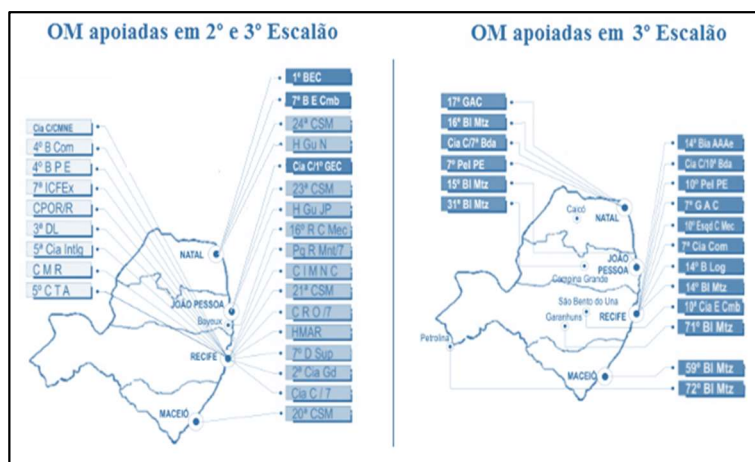 OM apoiadas em 2º e 3º Escalão
Cia C/CMNE
4º B Com
4º B P E
7ª ICFEx
CPOR/R
3ª DL
5ª Cia Intlg
C M R
5º C T A
1º BEC
7º B E Cmb
24ª CSM
H Gu N
Cia C/1º GEC
23ª CSM
H Gu JP
16º R C Mec
Pq R Mnt/7
C I M N C
21ª CSM
C R O /7
HMAR
7º D Sup
2ª Cia Gd
Cia C / 7
20ª CSM
NATAL
JOÃO PESSOA
Bayeux
RECIFE
MACEIÓ
OM apoiadas em 3º Escalão
17º GAC
16º BI Mtz
Cia C/7ª Bda
7º Pel PE
15º BI Mtz
31º BI Mtz
14ª Bia AAAe
Cia C/10ª Bda
10º Pel PE
7º G A C
10º Esqd C Mec
7ª Cia Com
14º B Log
14º BI Mtz
10ª Cia E Cmb
71º BI Mtz
59º BI Mtz
72º BI Mtz
Caicó
NATAL
JOÃO
PESSOA
Campina Grande
São Bento do Una
RECIFE
Garanhuns
Petrolina
MACEIÓ